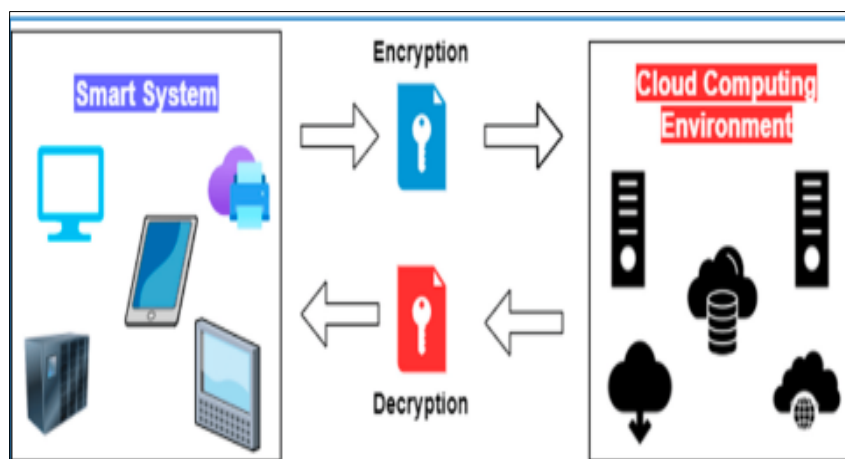 Smart System
Encryption
Decryption
Cloud Computing
Environment